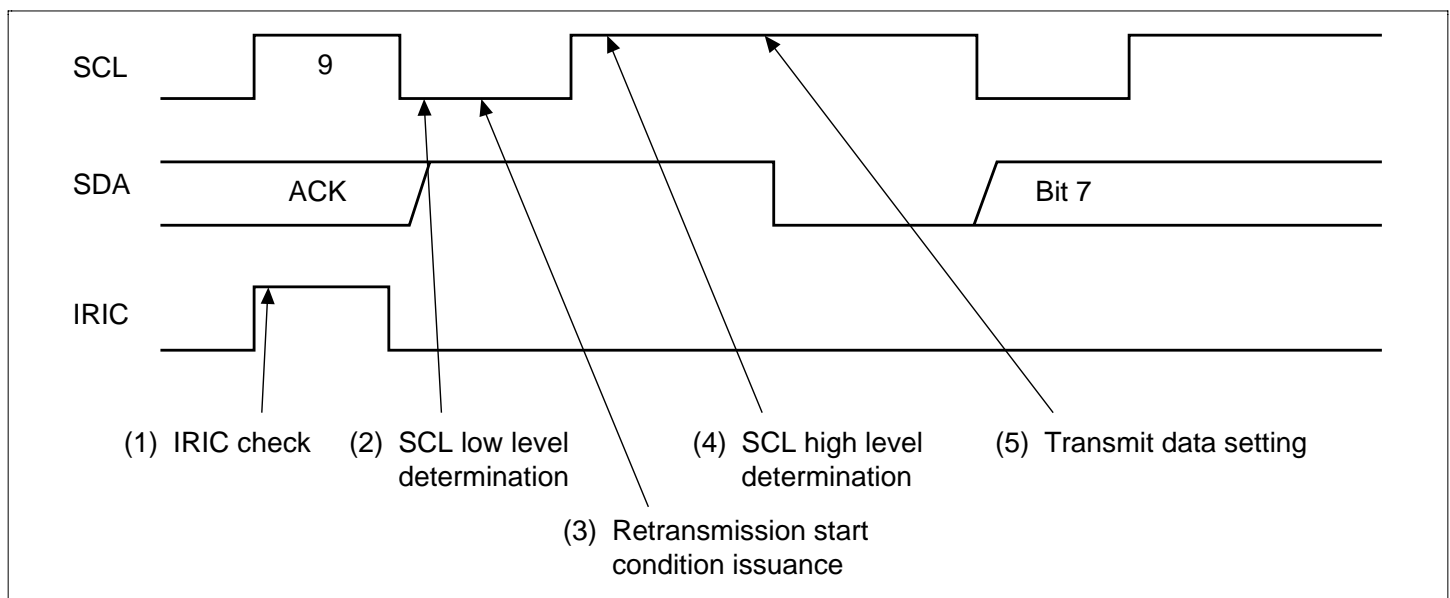 SCL
9
SDA
ACK
Bit 7
IRIC
(1) IRIC check
(2) SCL low level
determination
(4) SCL high level
determination
(5) Transmit data setting
(3) Retransmission start
condition issuance